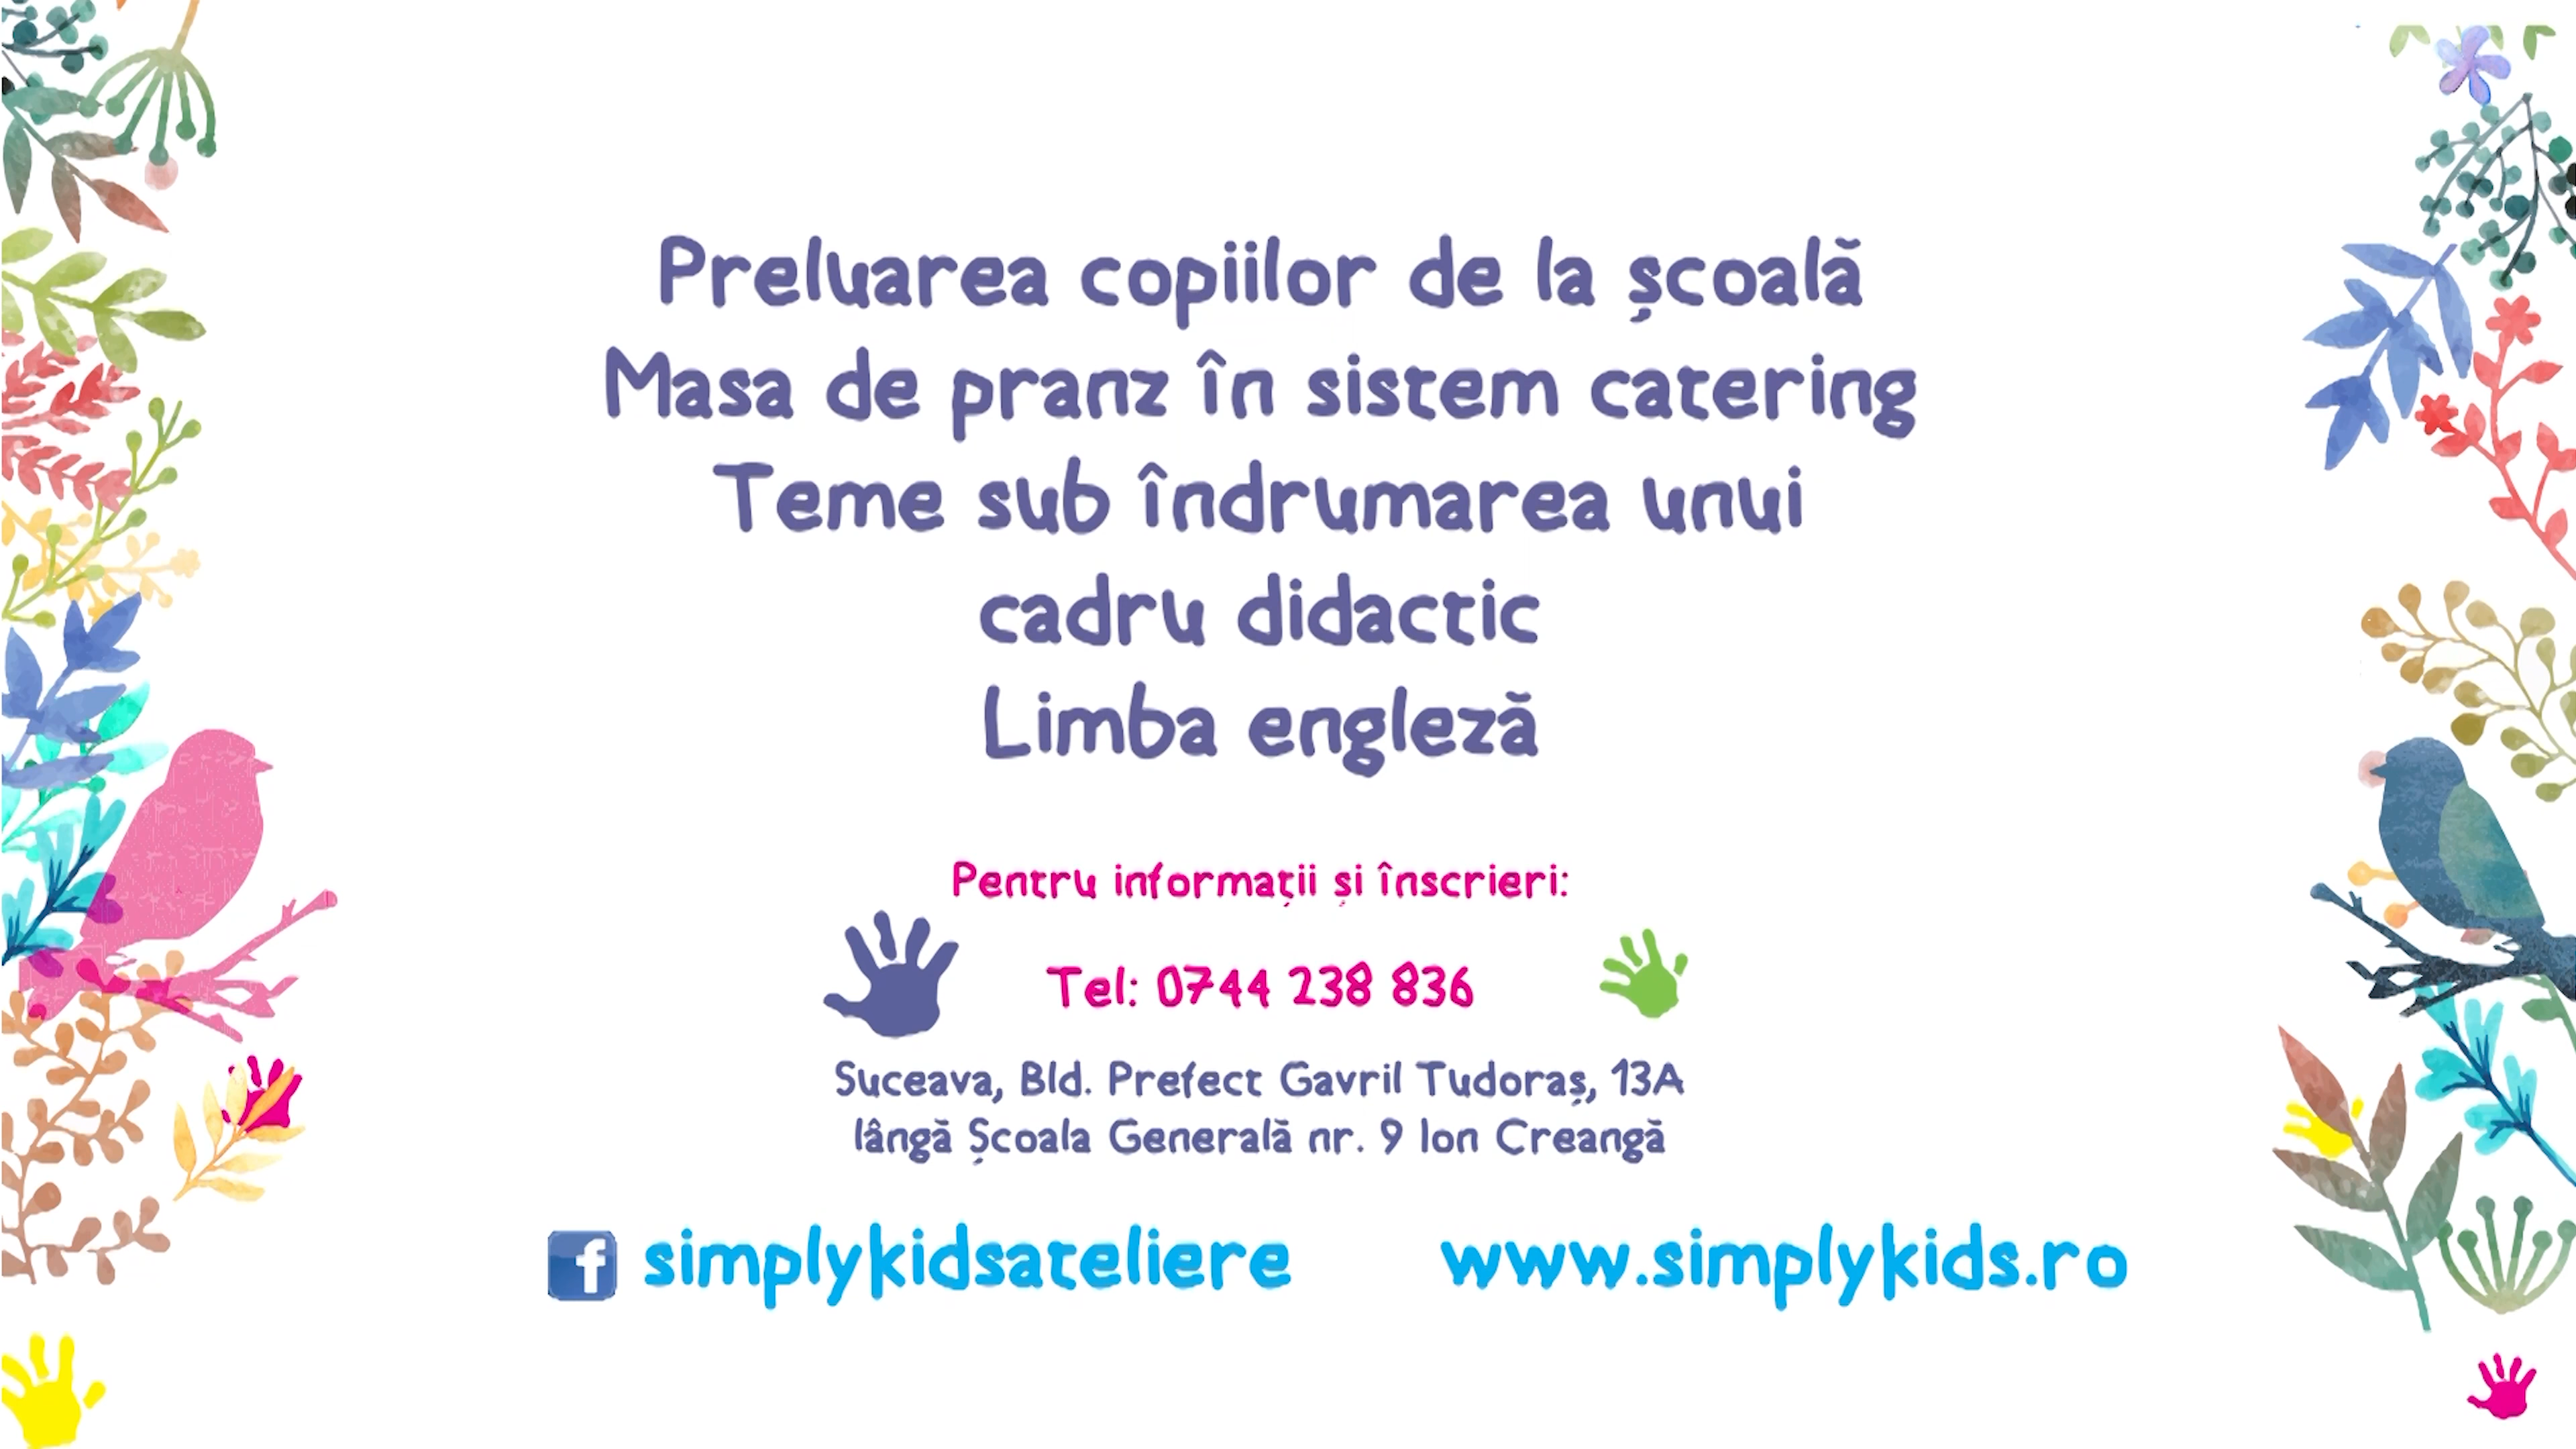 Preluarea copiilor de la școală
Masa de pranz în sistem catering
Teme sub îndrumarea unui
cadru didactic
Limba engleză
Pentru informații și înscrieri:
Tel: 0744 238 836
Suceava, Bld. Prefect Gavril Tudoraș, 13A
lângă Școala Generală nr. 9 Ion Creangă
f simplykidsateliere www.simplykids.ro